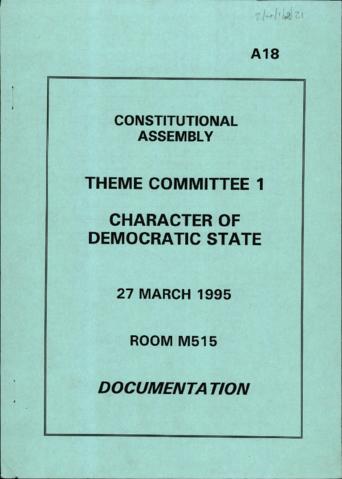 A18
CONSTITUTIONAL
ASSEMBLY
THEME COMMITTEE 1
CHARACTER OF
DEMOCRATIC STATE
27 MARCH 1995
ROOM M515
DOCUMENTATION